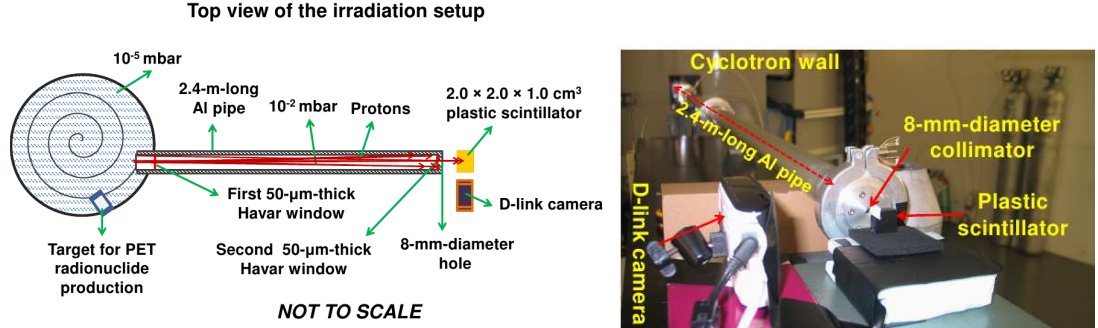 Top view of the irradiation setup
10-5 mbar
2.4-m-long
Al pipe
10-2 mbar
Protons
2.0 × 2.0 × 1.0 cm3
plastic scintillator
First 50-µm-thick
Havar window
D-link camera
Target for PET
radionuclide
production
Second 50-µm-thick
Havar window
8-mm-diameter
hole
NOT TO SCALE
Cyclotron wall
2.4-m-long Al pipe
8-mm-diameter
collimator
Plastic
scintillator
D-link camera